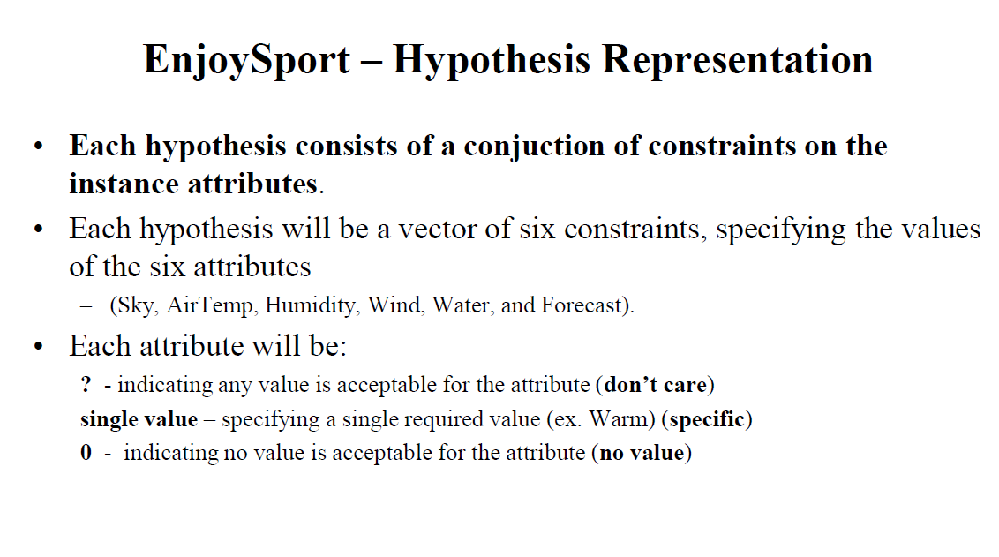 EnjoySport – Hypothesis Representation
• Each hypothesis consists of a conjuction of constraints on the
instance attributes.
• Each hypothesis will be a vector of six constraints, specifying the values
of the six attributes
– (Sky, AirTemp, Humidity, Wind, Water, and Forecast).
• Each attribute will be:
? - indicating any value is acceptable for the attribute (don’t care)
single value – specifying a single required value (ex. Warm) (specific)
0 - indicating no value is acceptable for the attribute (no value)